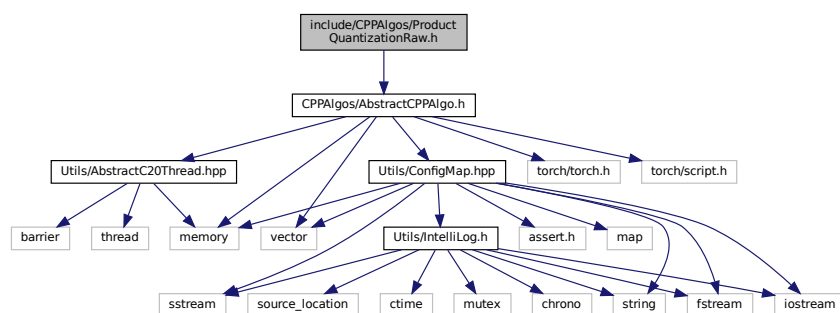 include/CPPAlgos/Product
QuantizationRaw.h
CPPAlgos/AbstractCPPAlgo.h
Utils/AbstractC20Thread.hpp
Utils/ConfigMap.hpp
torch/torch.h
torch/script.h
barrier
thread
memory
vector
Utils/IntelliLog.h
assert.h
map
sstream
source_location
ctime
mutex
chrono
string
fstream
iostream